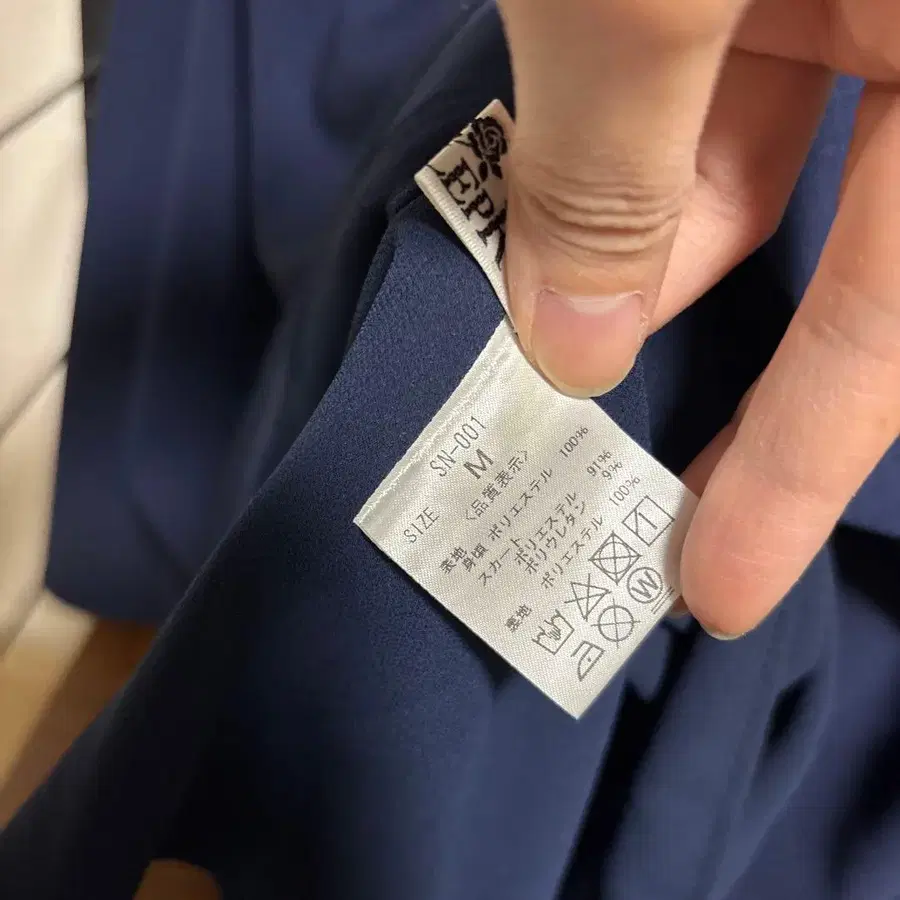 Eph
SN-001
SIZE M
〈品質表示〉
表地
身頃 ポリエステル 100%
スカート ポリエステル 91%
ポリウレタン 9%
裏地 ポリエステル 100%
W